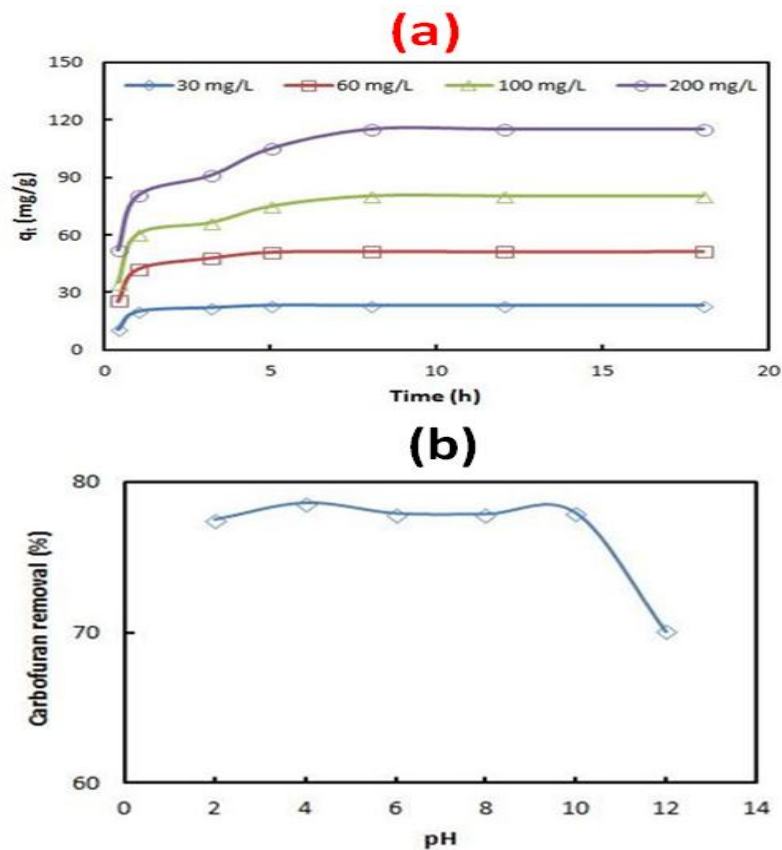 (a)
150
30 mg/L 60 mg/L 100 mg/L 200 mg/L
120
90
60
30
0
qt (mg/g)
0 5 10 15 20
Time (h)
(b)
80
70
60
Carbofuran removal (%)
0 2 4 6 8 10 12 14
pH